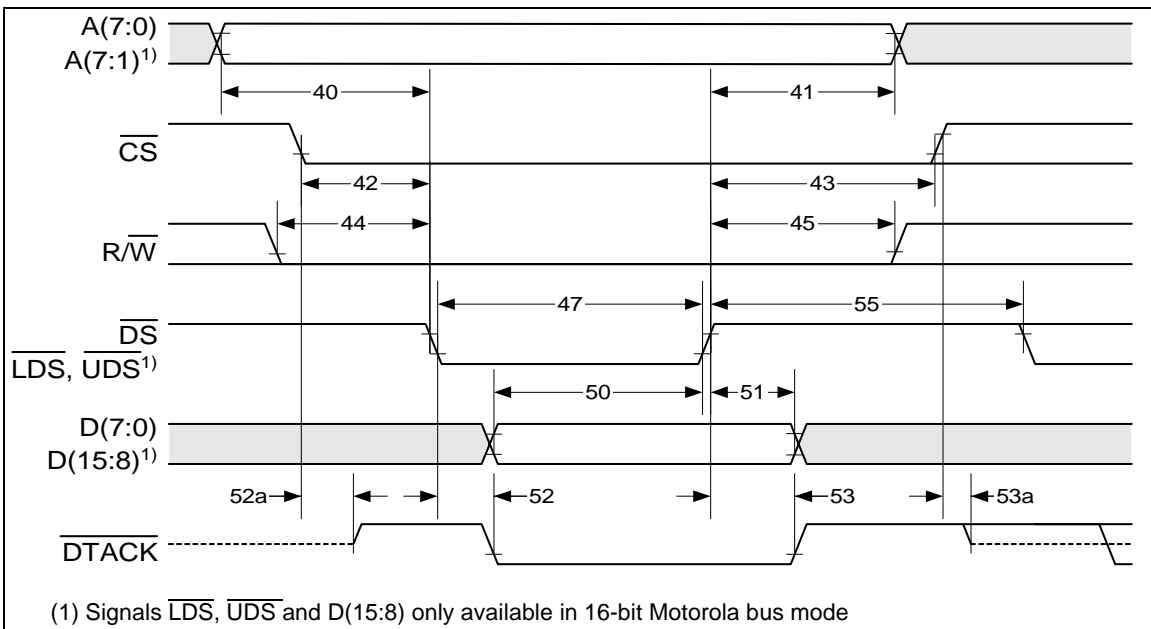 A(7:0)
A(7:1)1)
40
41
CS
42
43
44
45
R/W
47
55
DS
LDS, UDS1)
50
51
D(7:0)
D(15:8)1)
52a
52
53
53a
DTACK
(1) Signals LDS, UDS and D(15:8) only available in 16-bit Motorola bus mode